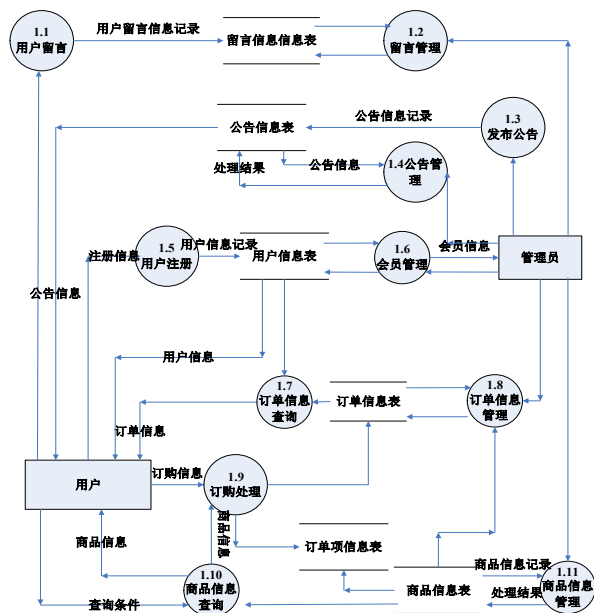 1.1
用户留言
用户留言信息记录
留言信息信息表
1.2
留言管理
公告信息表
公告信息记录
1.3
发布公告
公告信息
处理结果
1.4公告管
理
注册信息
1.5
用户注册
用户信息记录
用户信息表
1.6
会员管理
会员信息
管理员
公告信息
用户信息
1.7
订单信息
查询
订单信息表
1.8
订单信息
管理
订单信息
用户
订购信息
1.9
订购处理
商品信息
订单项信息表
商品信息
1.10
商品信息
查询
查询条件
商品信息表
商品信息记录
处理结果
1.11
商品信息
管理